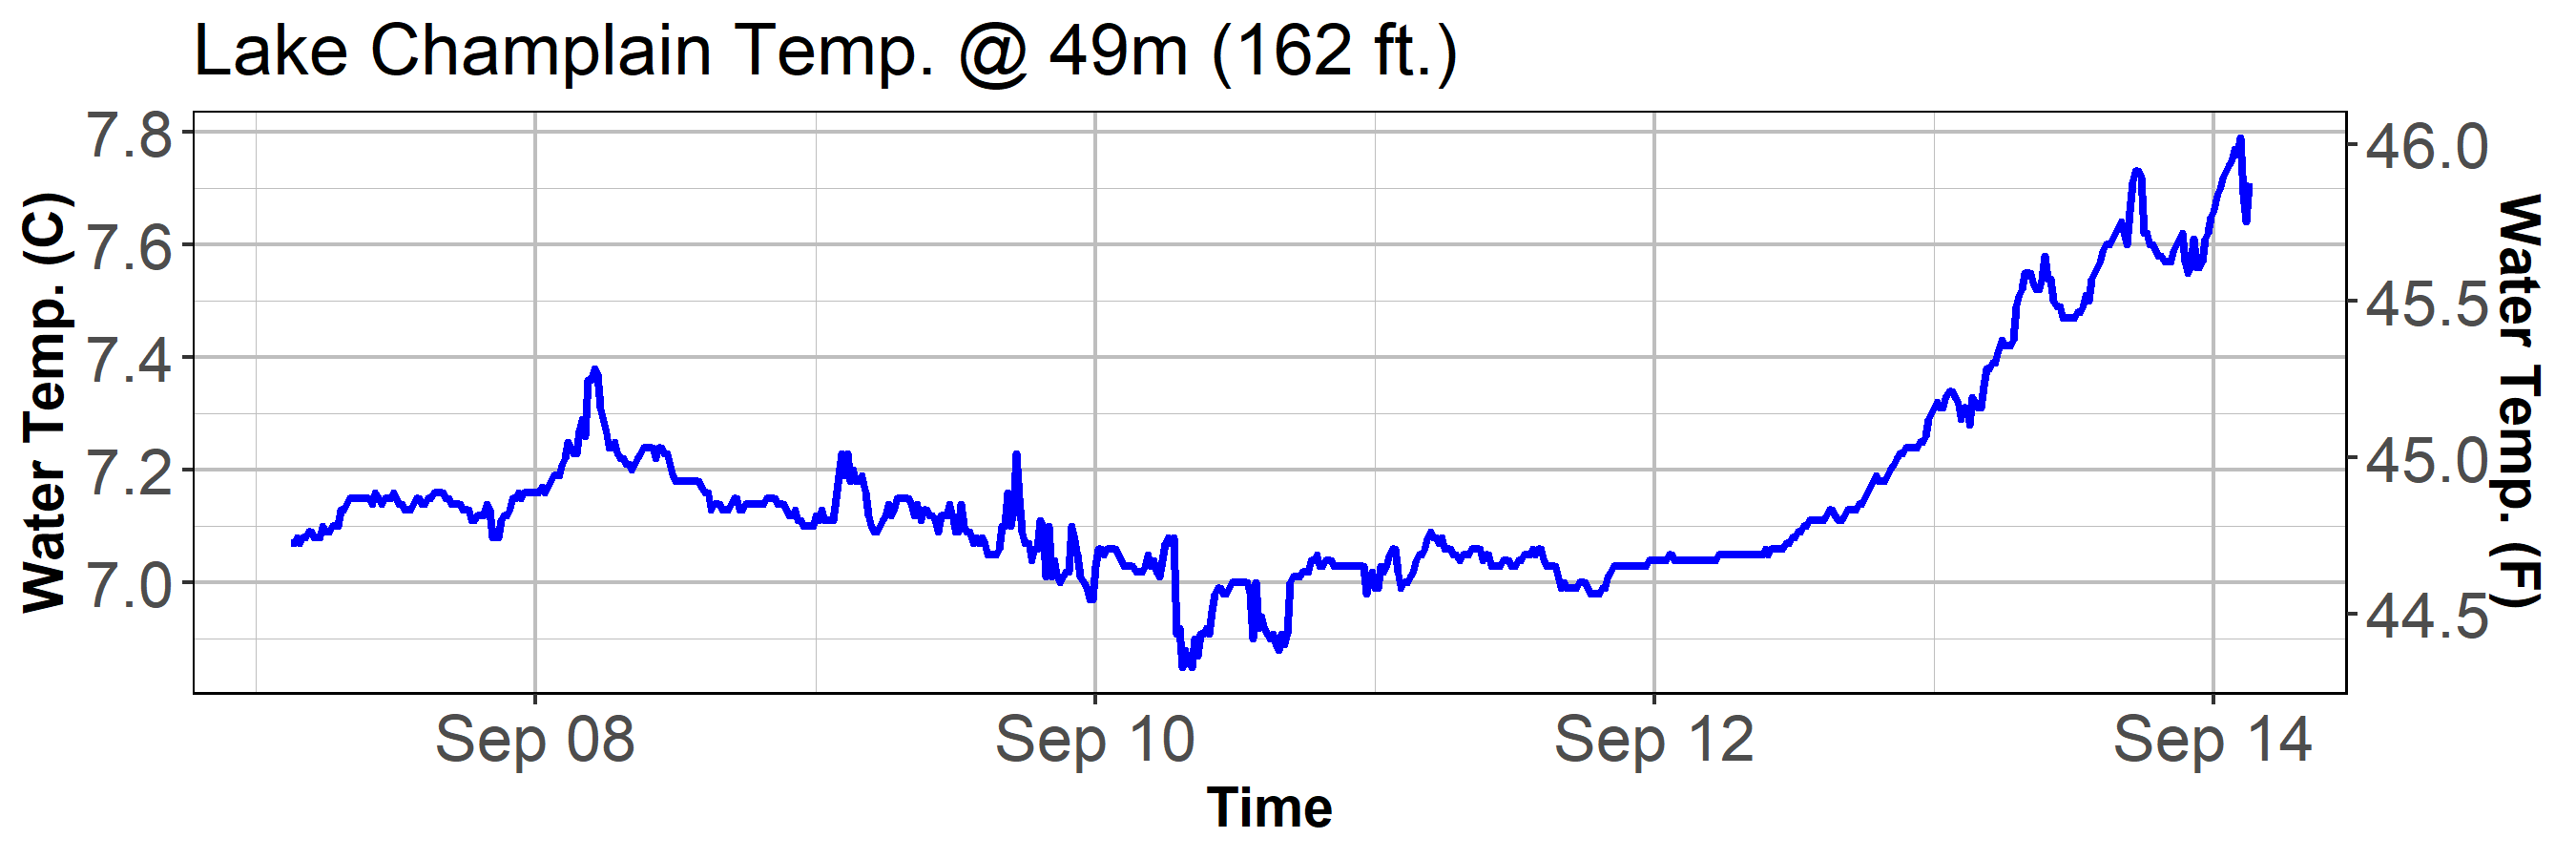 Lake Champlain Temp. @ 49m (162 ft.)
7.8
7.6
7.4
7.2
7.0
Water Temp. (C)
46.0
45.5
45.0
44.5
Water Temp. (F)
Sep 08 Sep 10 Sep 12 Sep 14
Time